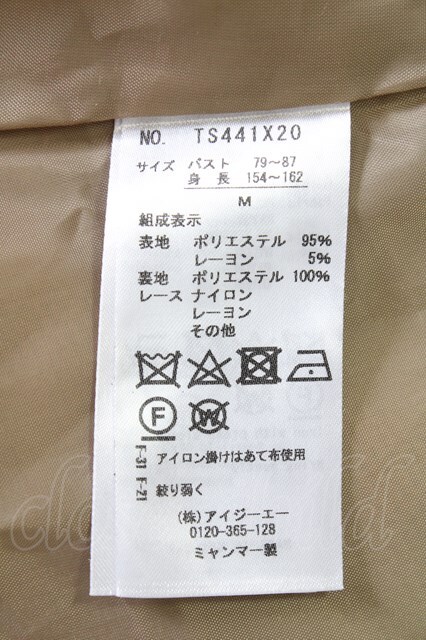 NO. TS441X20
サイズ バスト 79～87
身長 154～162
M
組成表示
表地 ポリエステル 95%
レーヨン 5%
裏地 ポリエステル 100%
レース ナイロン
レーヨン
その他
F W
F-31 アイロン掛けはあて布使用
F-21 絞り弱く
(株)アイジーエー
0120-365-128
ミャンマー製